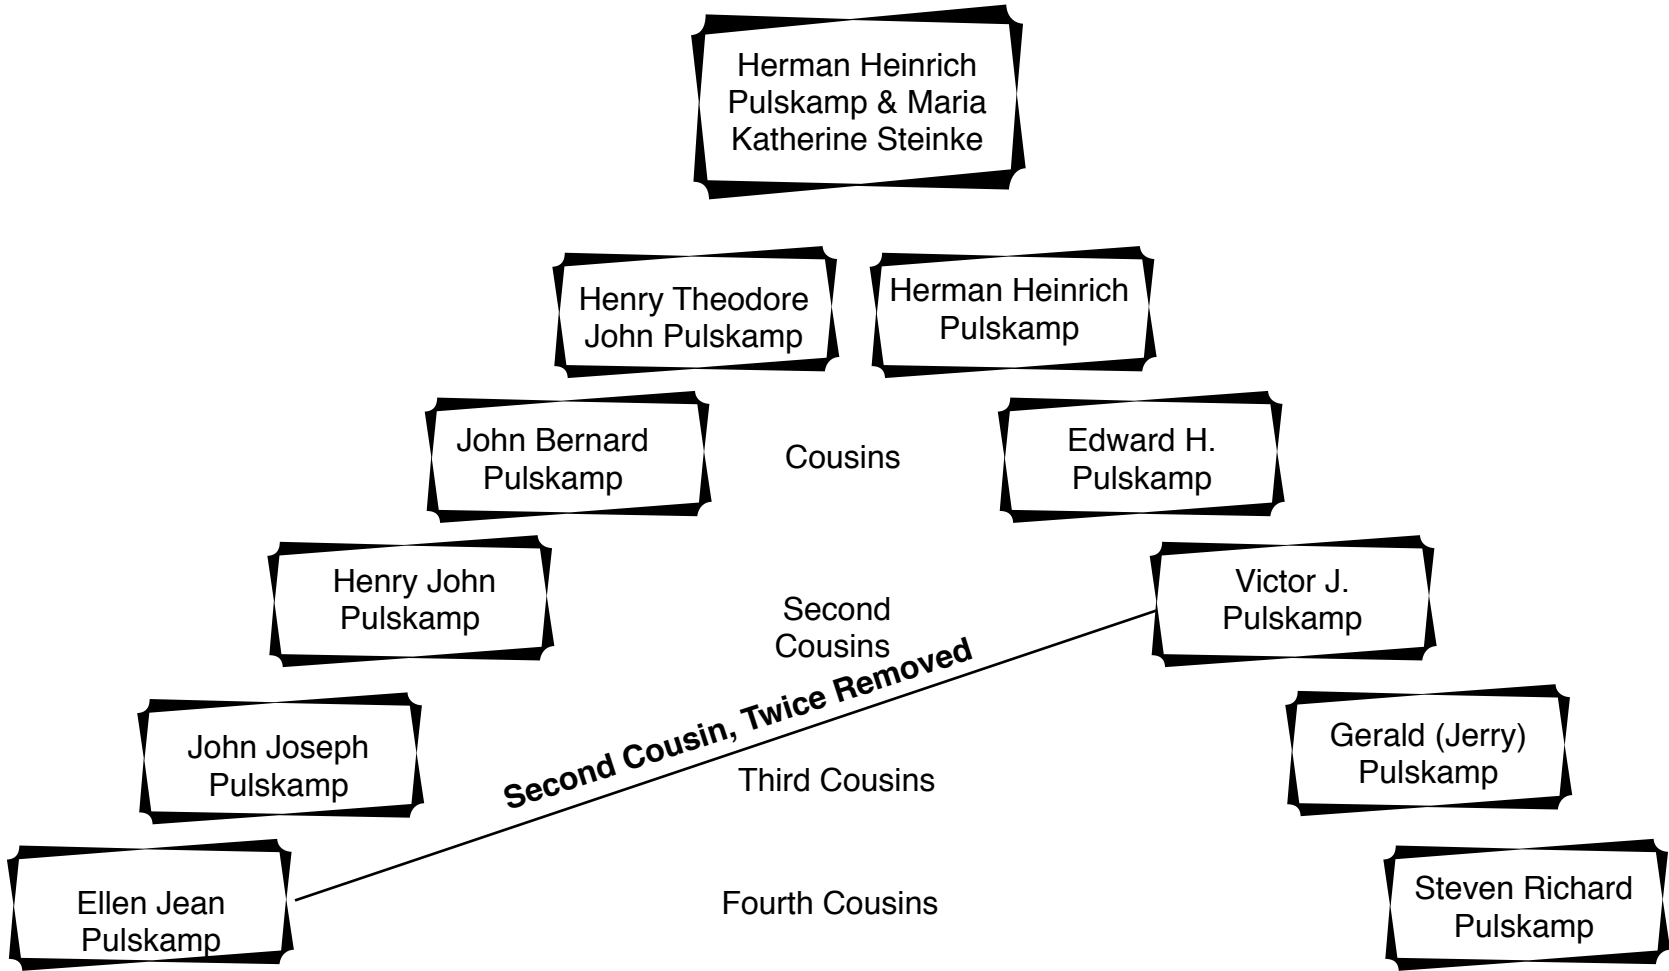 Herman Heinrich
Pulskamp & Maria
Katherine Steinke
Henry Theodore
John Pulskamp
Herman Heinrich
Pulskamp
John Bernard
Pulskamp
Cousins
Edward H.
Pulskamp
Henry John
Pulskamp
Second
Cousins
Victor J.
Pulskamp
Second Cousin, Twice Removed
John Joseph
Pulskamp
Third Cousins
Gerald (Jerry)
Pulskamp
Ellen Jean
Pulskamp
Fourth Cousins
Steven Richard
Pulskamp